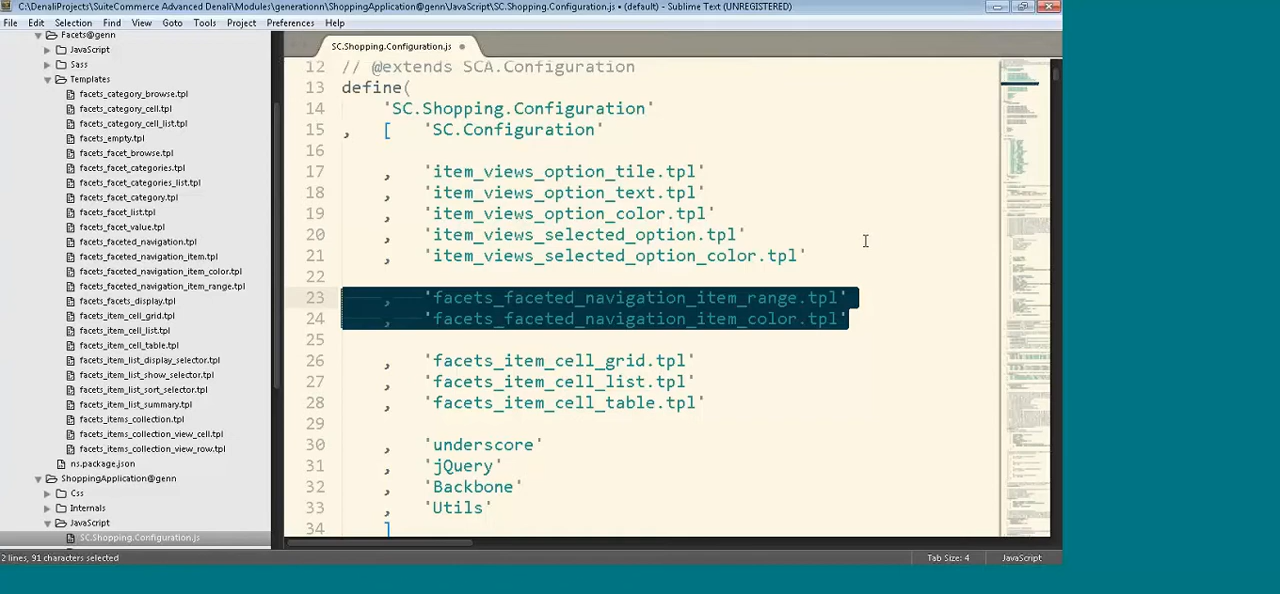 C:\DenaliProjects\SuiteCommerce Advanced Denali\Modules\generationn\ShoppingApplication@genn\JavaScript\SC.Shopping.Configuration.js • (default) - Sublime Text (UNREGISTERED)
File Edit Selection Find View Goto Tools Project Preferences Help
Facets@genn
JavaScript
Sass
Templates
facets_category_browse.tpl
facets_category_cell.tpl
facets_category_cell_list.tpl
facets_empty.tpl
facets_facet_browse.tpl
facets_facet_categories.tpl
facets_facet_categories_list.tpl
facets_facet_category.tpl
facets_facet_list.tpl
facets_facet_value.tpl
facets_faceted_navigation.tpl
facets_faceted_navigation_item.tpl
facets_faceted_navigation_item_color.tpl
facets_faceted_navigation_item_range.tpl
facets_facets_display.tpl
facets_item_cell_grid.tpl
facets_item_cell_list.tpl
facets_item_cell_table.tpl
facets_item_list_display_selector.tpl
facets_item_list_show_selector.tpl
facets_item_list_sort_selector.tpl
facets_item_list_summary.tpl
facets_items_collection.tpl
facets_items_collection_view_cell.tpl
facets_items_collection_view_row.tpl
ns.package.json
ShoppingApplication@genn
Css
Internals
JavaScript
SC.Shopping.Configuration.js
SC.Shopping.Configuration.js
12 // @extends SCA.Configuration
13 define(
14 'SC.Shopping.Configuration'
15 , [ 'SC.Configuration'
16
17 , 'item_views_option_tile.tpl'
18 , 'item_views_option_text.tpl'
19 , 'item_views_option_color.tpl'
20 , 'item_views_selected_option.tpl'
21 , 'item_views_selected_option_color.tpl'
22
23 , 'facets_faceted_navigation_item_range.tpl'
24 , 'facets_faceted_navigation_item_color.tpl'
25
26 , 'facets_item_cell_grid.tpl'
27 , 'facets_item_cell_list.tpl'
28 , 'facets_item_cell_table.tpl'
29
30 , 'underscore'
31 , 'jQuery'
32 , 'Backbone'
33 , 'Utils'
34 ]
2 lines, 91 characters selected Tab Size: 4 JavaScript